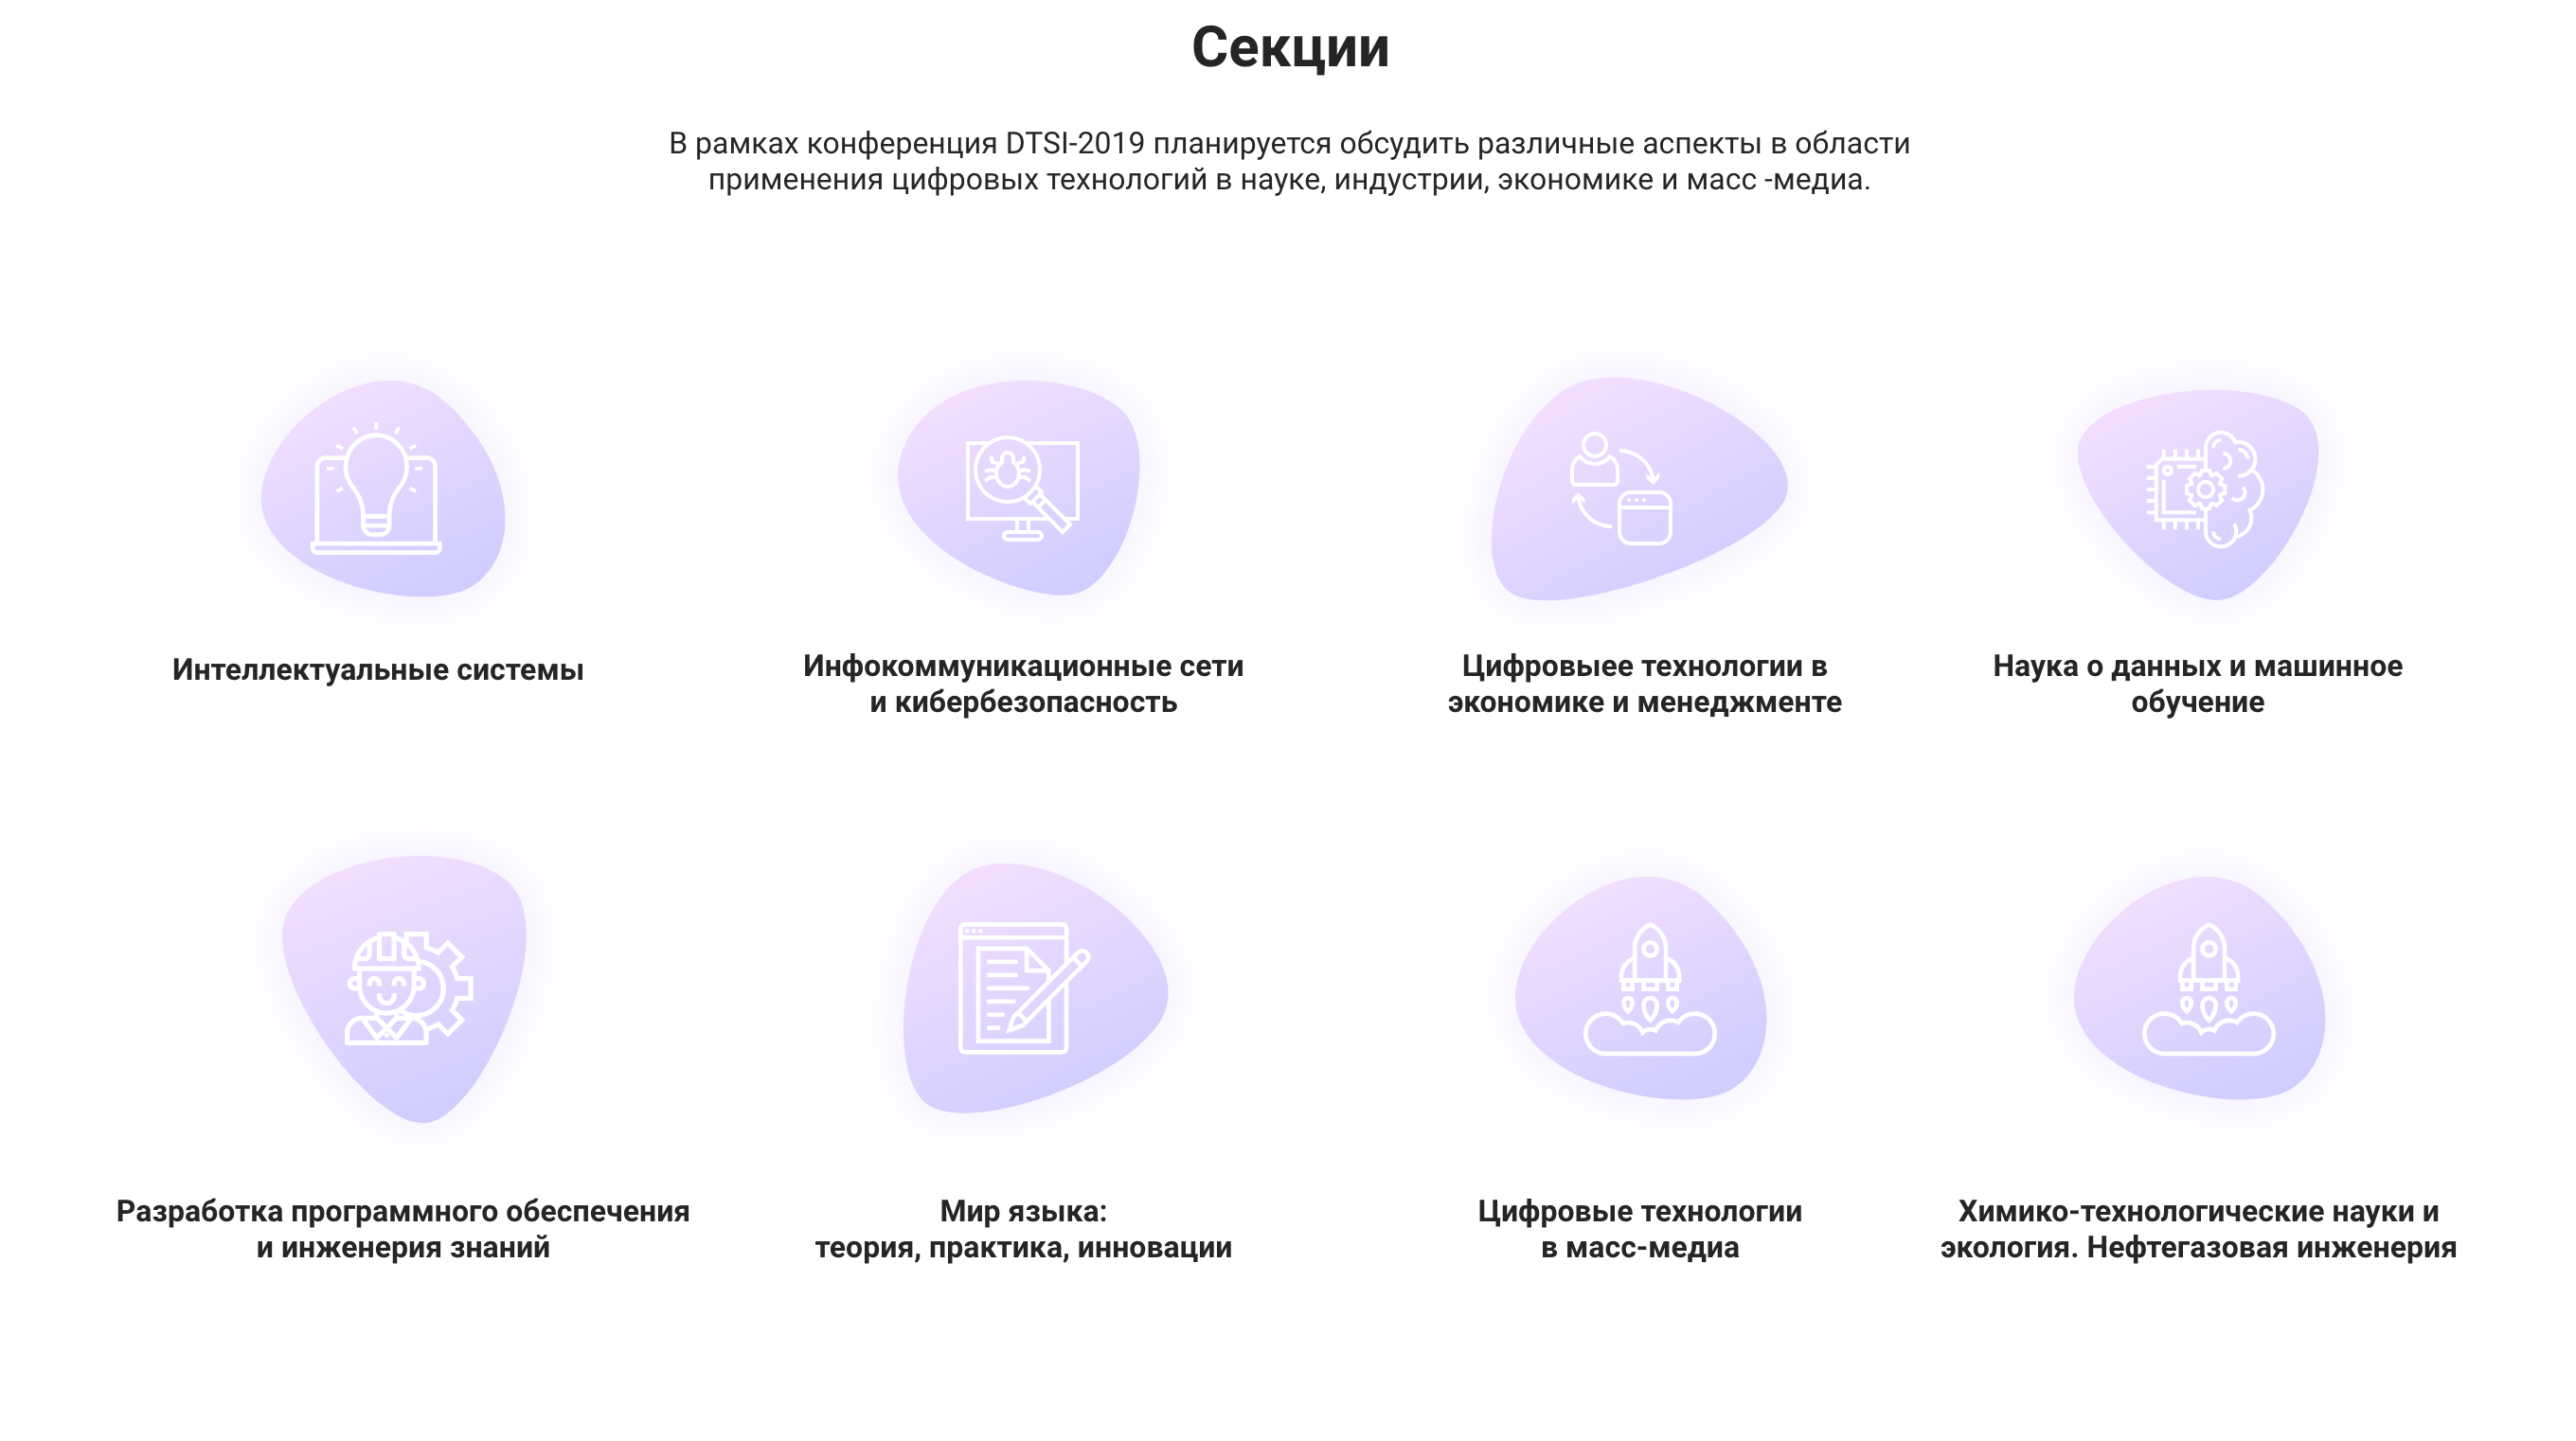 Секции
В рамках конференция DTSI-2019 планируется обсудить различные аспекты в области
применения цифровых технологий в науке, индустрии, экономике и масс -медиа.
Интеллектуальные системы
Инфокоммуникационные сети
и кибербезопасность
Цифровыее технологии в
экономике и менеджменте
Наука о данных и машинное
обучение
Разработка программного обеспечения
и инженерия знаний
Мир языка:
теория, практика, инновации
Цифровые технологии
в масс-медиа
Химико-технологические науки и
экология. Нефтегазовая инженерия